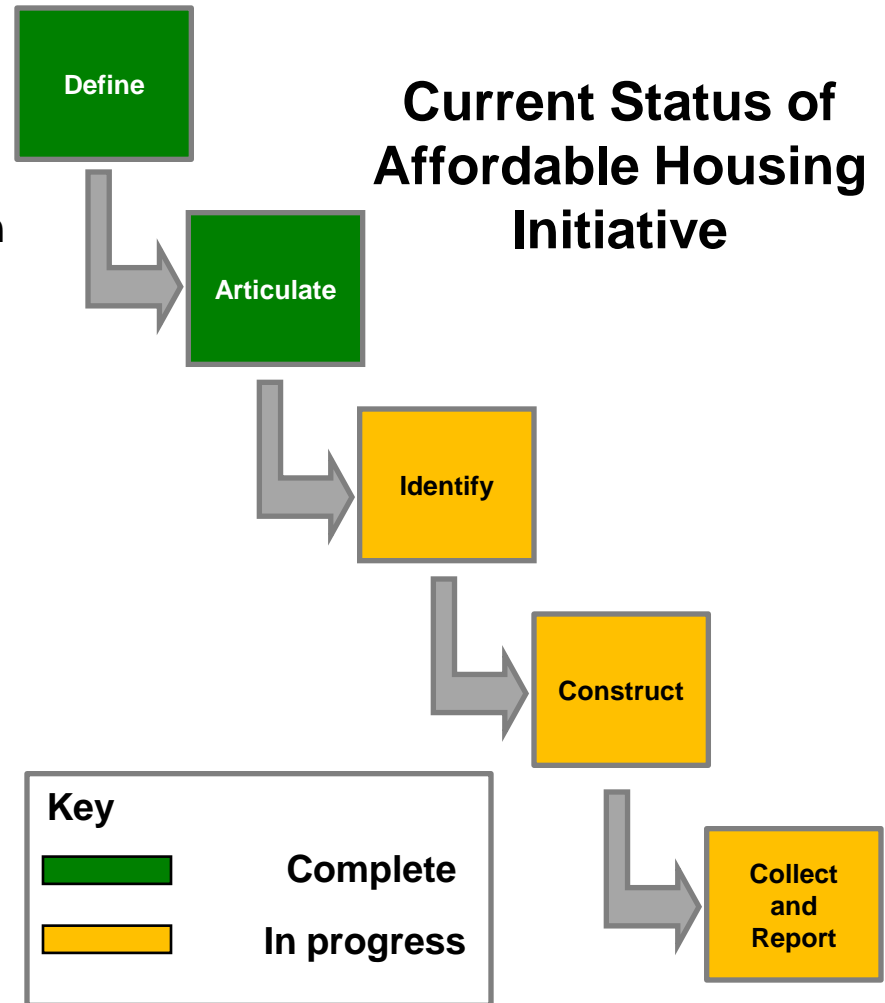 Define
Current Status of
Affordable Housing
Initiative
Articulate
Identify
Construct
Key
Complete
In progress
Collect
and
Report